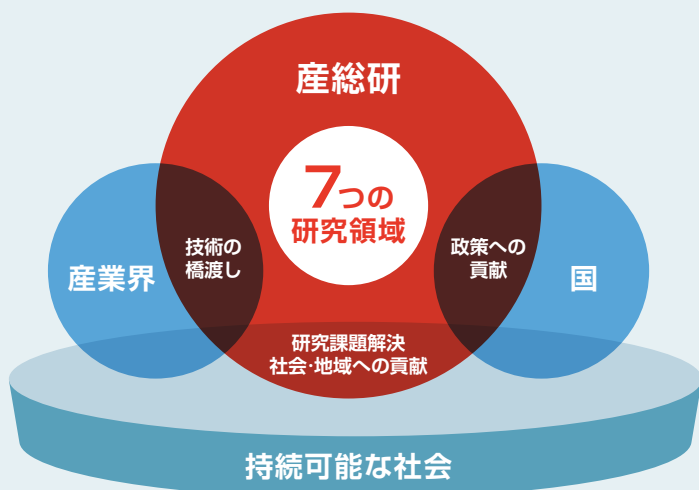 産総研
7つの
研究領域
産業界
技術の
橋渡し
政策への
貢献
国
研究課題解決
社会・地域への貢献
持続可能な社会